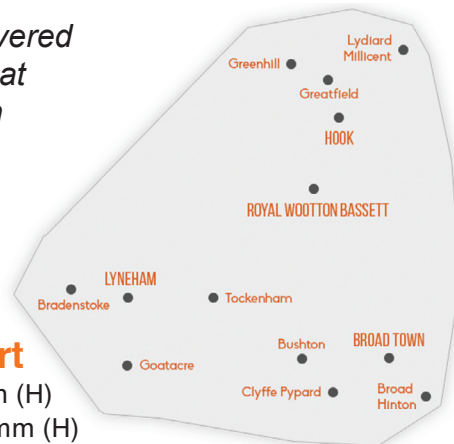 vered
at
n
rt
n (H)
mm (H)
Lydiard
Millicent
Greenhill
Greatfield
HOOK
ROYAL WOOTTON BASSETT
LYNEHAM
Bradenstoke
Tockenham
Goatacre
Bushton
BROAD TOWN
Clyffe Pypard
Broad
Hinton